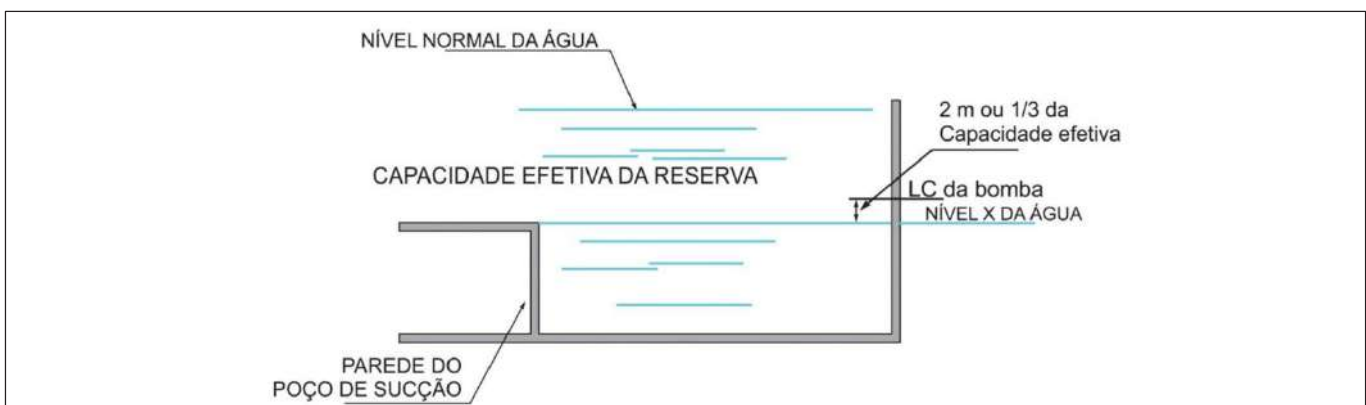 NÍVEL NORMAL DA ÁGUA
2 m ou 1/3 da
Capacidade efetiva
CAPACIDADE EFETIVA DA RESERVA
LC da bomba
NÍVEL X DA ÁGUA
PAREDE DO
POÇO DE SUCÇÃO